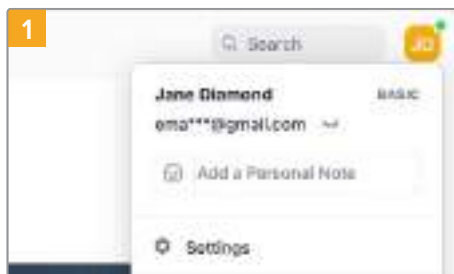 1
Search
JD
Jane Diamond BASIC
ema***@gmail.com
Add a Personal Note
Settings